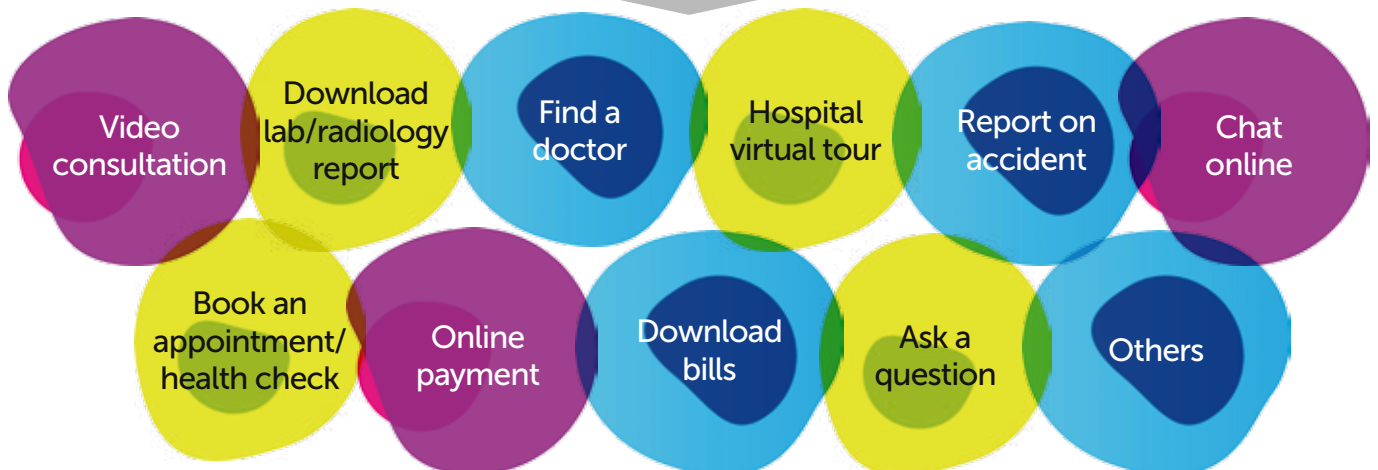 Video
consultation
Download
lab/radiology
report
Find a
doctor
Hospital
virtual tour
Report on
accident
Chat
online
Book an
appointment/
health check
Online
payment
Download
bills
Ask a
question
Others